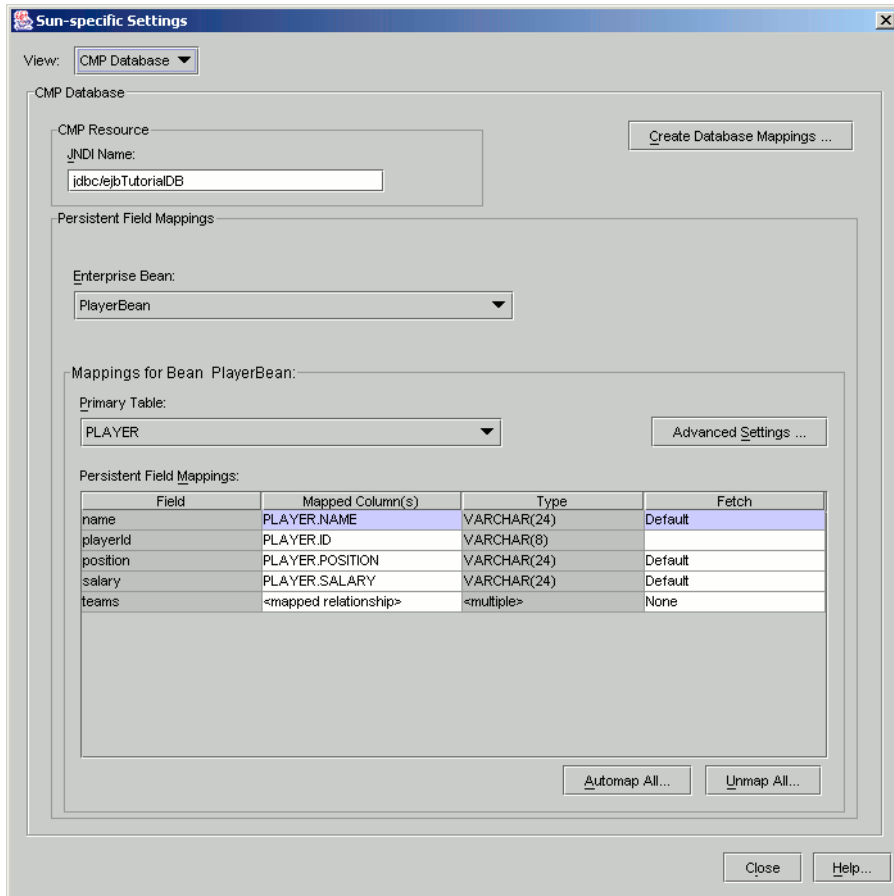 Sun-specific Settings
View: CMP Database
CMP Database
CMP Resource
JNDI Name:
jdbc/ejbTutorialDB
Create Database Mappings ...
Persistent Field Mappings
Enterprise Bean:
PlayerBean
Mappings for Bean PlayerBean:
Primary Table:
PLAYER
Advanced Settings ...
Persistent Field Mappings:
Field Mapped Column(s) Type Fetch
name PLAYER.NAME VARCHAR(24) Default
playerId PLAYER.ID VARCHAR(8)
position PLAYER.POSITION VARCHAR(24) Default
salary PLAYER.SALARY VARCHAR(24) Default
teams <mapped relationship> <multiple> None
Automap All... Unmap All...
Close Help...